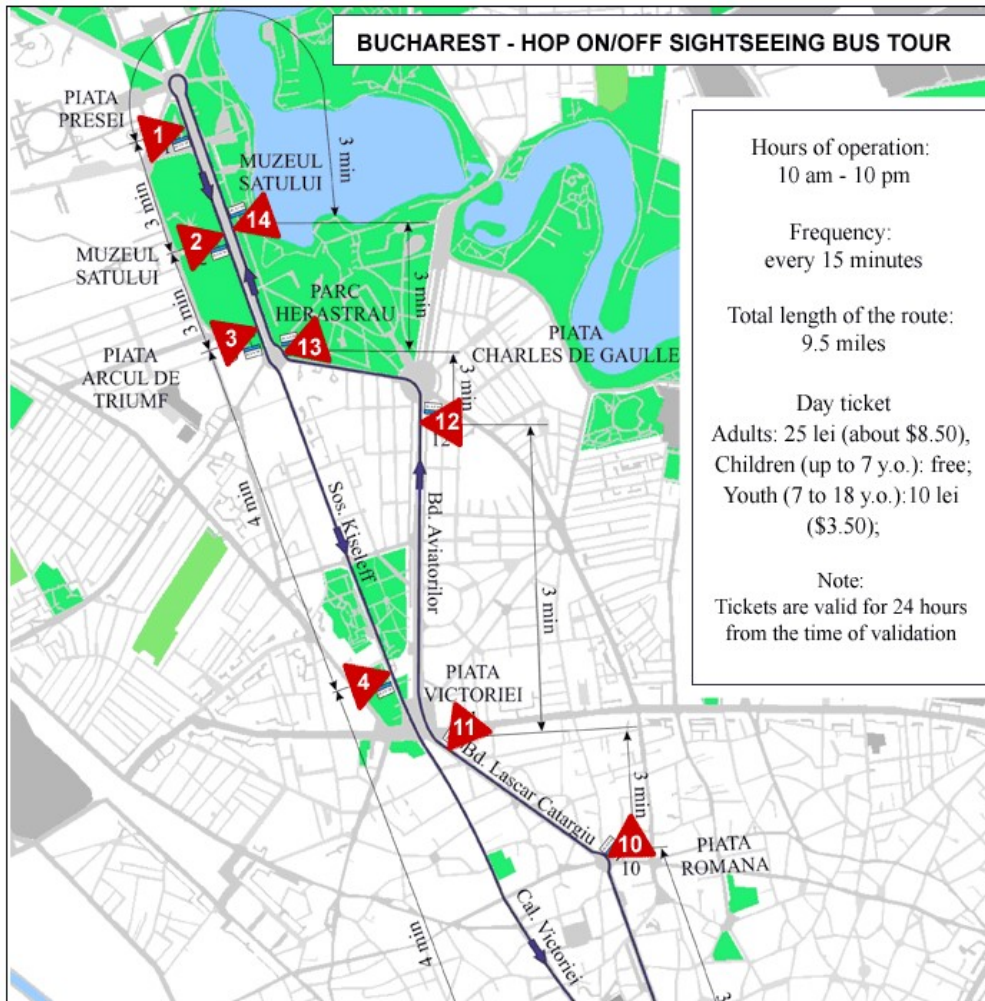 BUCHAREST - HOP ON/OFF SIGHTSEEING BUS TOUR
PIATA
PRESEI
1
3 min
MUZEUL
SATULUI
14
3 min
2
2
MUZEUL
SATULUI
3 min
3 min
PARC
HERASTRAU
3
13
PIATA
CHARLES DE GAULLE
PIATA
ARCUL DE
TRIUMF
3 min
12
12
4 min
Sos. Kiseleff
Bd. Aviatorilor
3 min
4
PIATA
VICTORIEI
11
Bd. Lascar Catargiu
3 min
10
10
PIATA
ROMANA
Cal. Victoriei
4 min
3
Hours of operation:
10 am - 10 pm
Frequency:
every 15 minutes
Total length of the route:
9.5 miles
Day ticket
Adults: 25 lei (about $8.50),
Children (up to 7 y.o.): free;
Youth (7 to 18 y.o.):10 lei
($3.50);
Note:
Tickets are valid for 24 hours
from the time of validation